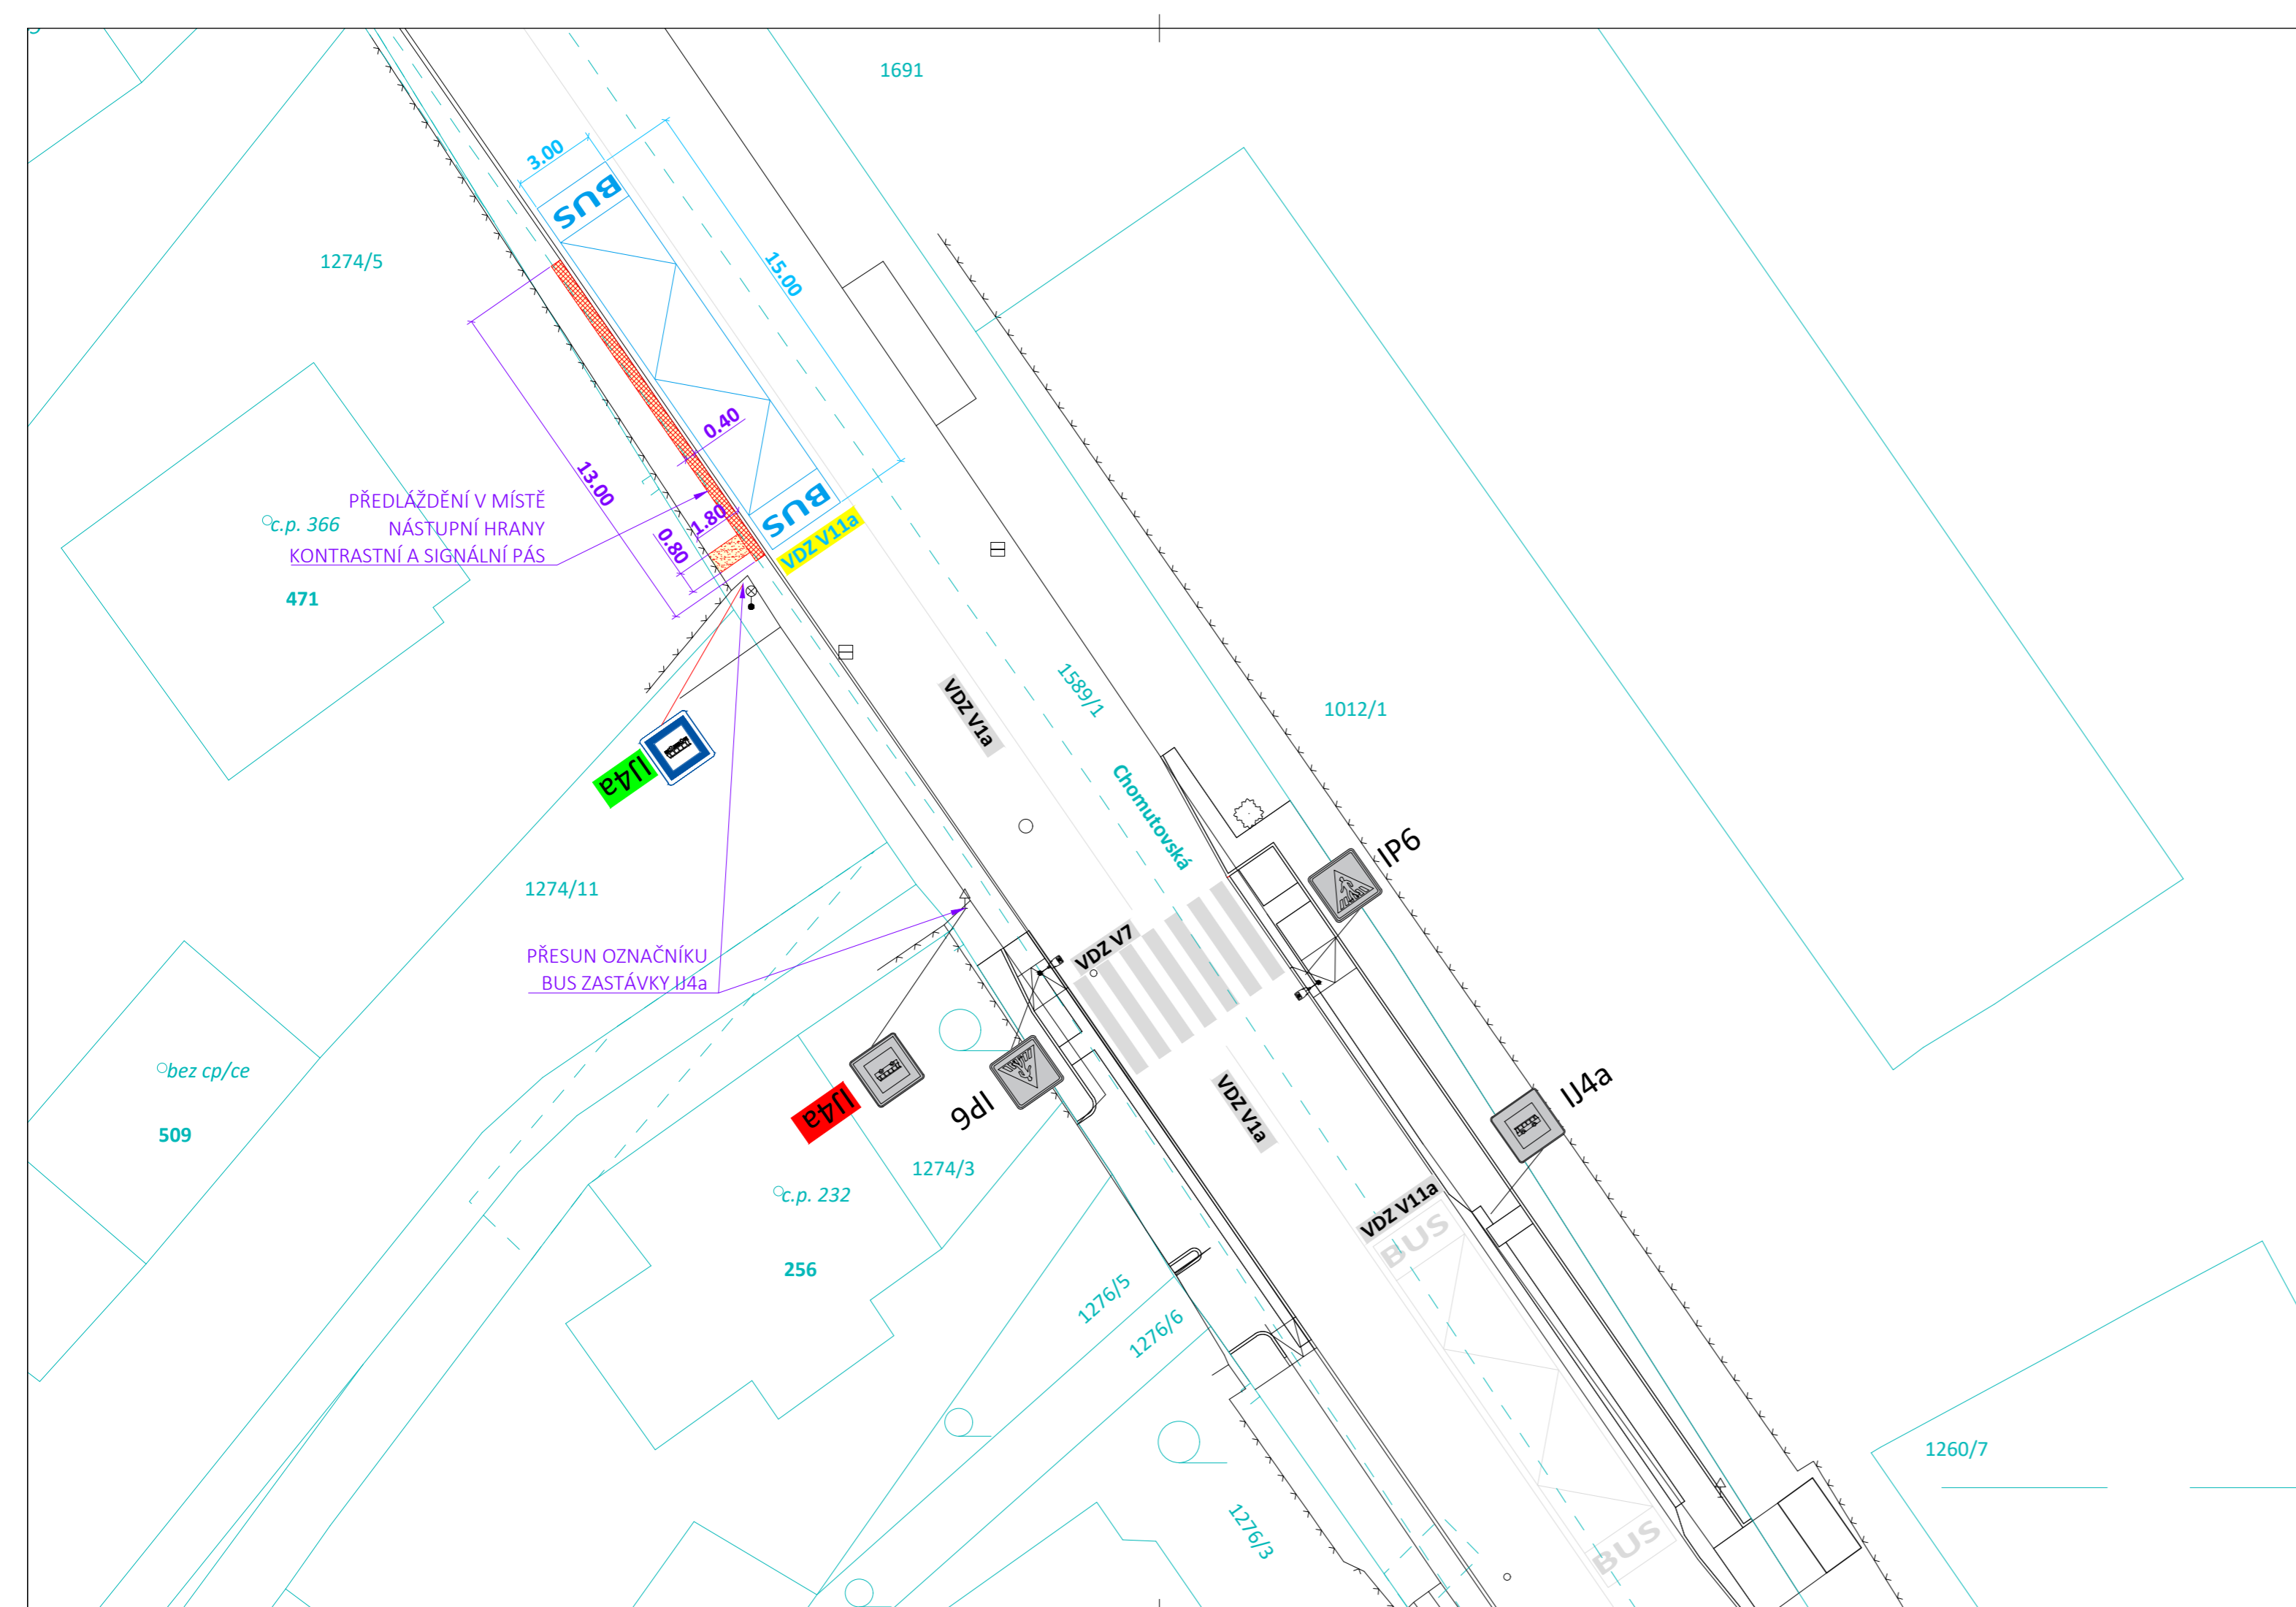 1691
3.00
BUS
15.00
1274/5
0.40
13.00
PŘEDLÁŽDĚNÍ V MÍSTĚ
NÁSTUPNÍ HRANY
KONTRASTNÍ A SIGNÁLNÍ PÁS
c.p. 366
471
1.80
0.80
BUS
VDZ V11a
VDZ V1a
1589/1
1012/1
IJ4a
Chomutovská
IP6
1274/11
VDZ V7
PŘESUN OZNAČNÍKU
BUS ZASTÁVKY IJ4a
bez cp/ce
509
IJ4a
IP6
VDZ V1a
IJ4a
1274/3
c.p. 232
256
VDZ V11a
BUS
1276/5
1276/6
1260/7
1276/3
BUS